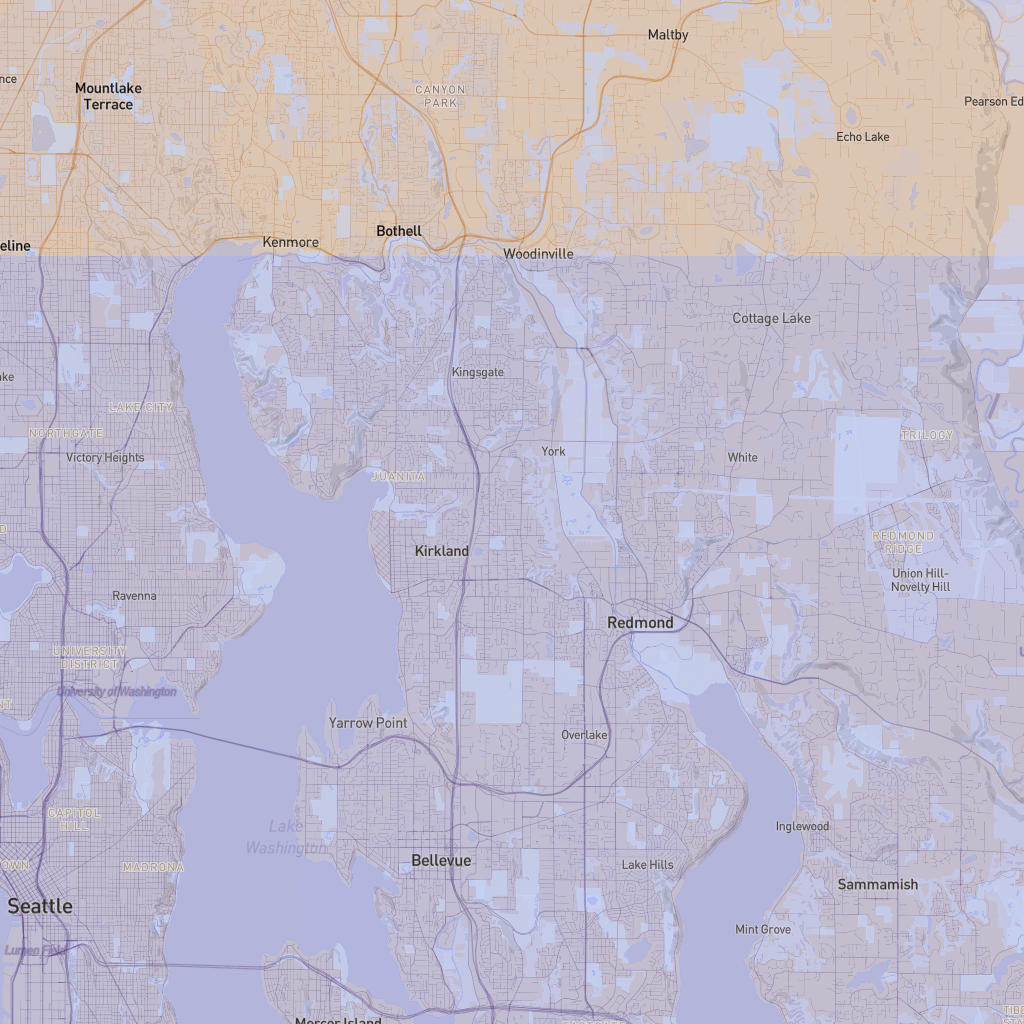 Maltby
nce
Mountlake
Terrace
CANYON
PARK
Pearson Ed
Echo Lake
Bothell
eline
Kenmore
Woodinville
Cottage Lake
Kingsgate
ake
LAKE CITY
NORTHGATE
TRILOGY
Victory Heights
York
White
JUANITA
D
REDMOND
RIDGE
Kirkland
Union Hill-
Novelty Hill
Ravenna
Redmond
UNIVERSITY
DISTRICT
U
University of Washington
NT
Yarrow Point
Overlake
CAPITOL
HILL
Lake
Washington
Inglewood
OWN
MADRONA
Bellevue
Lake Hills
Sammamish
Seattle
Mint Grove
Lumen Field
Mercer Island
TIB